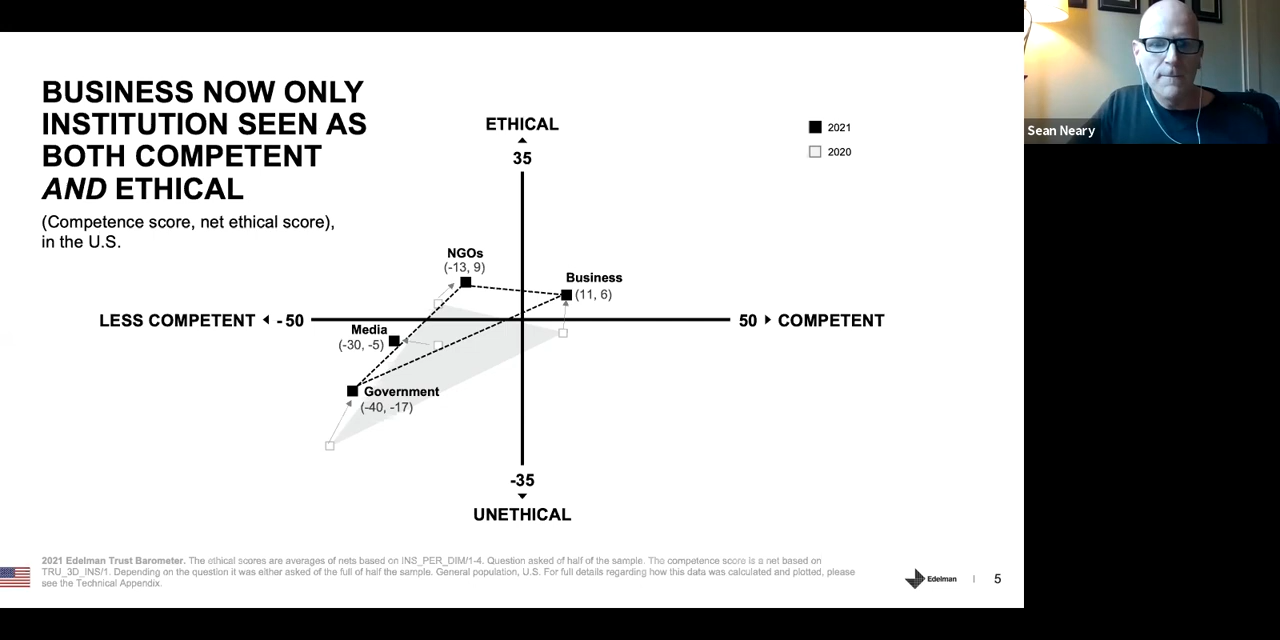 BUSINESS NOW ONLY
INSTITUTION SEEN AS
BOTH COMPETENT
AND ETHICAL
(Competence score, net ethical score),
in the U.S.
ETHICAL
35
2021
2020
NGOs
(-13, 9)
Business
(11, 6)
LESS COMPETENT
- 50
50
COMPETENT
Media
(-30, -5)
Government
(-40, -17)
-35
UNETHICAL
2021 Edelman Trust Barometer. The ethical scores are averages of nets based on INS_PER_DIM/1-4. Question asked of half of the sample. The competence score is a net based on
TRU_3D_INS/1. Depending on the question it was either asked of the full of half the sample. General population, U.S. For full details regarding how this data was calculated and plotted, please
see the Technical Appendix.
Edelman
5
Sean Neary